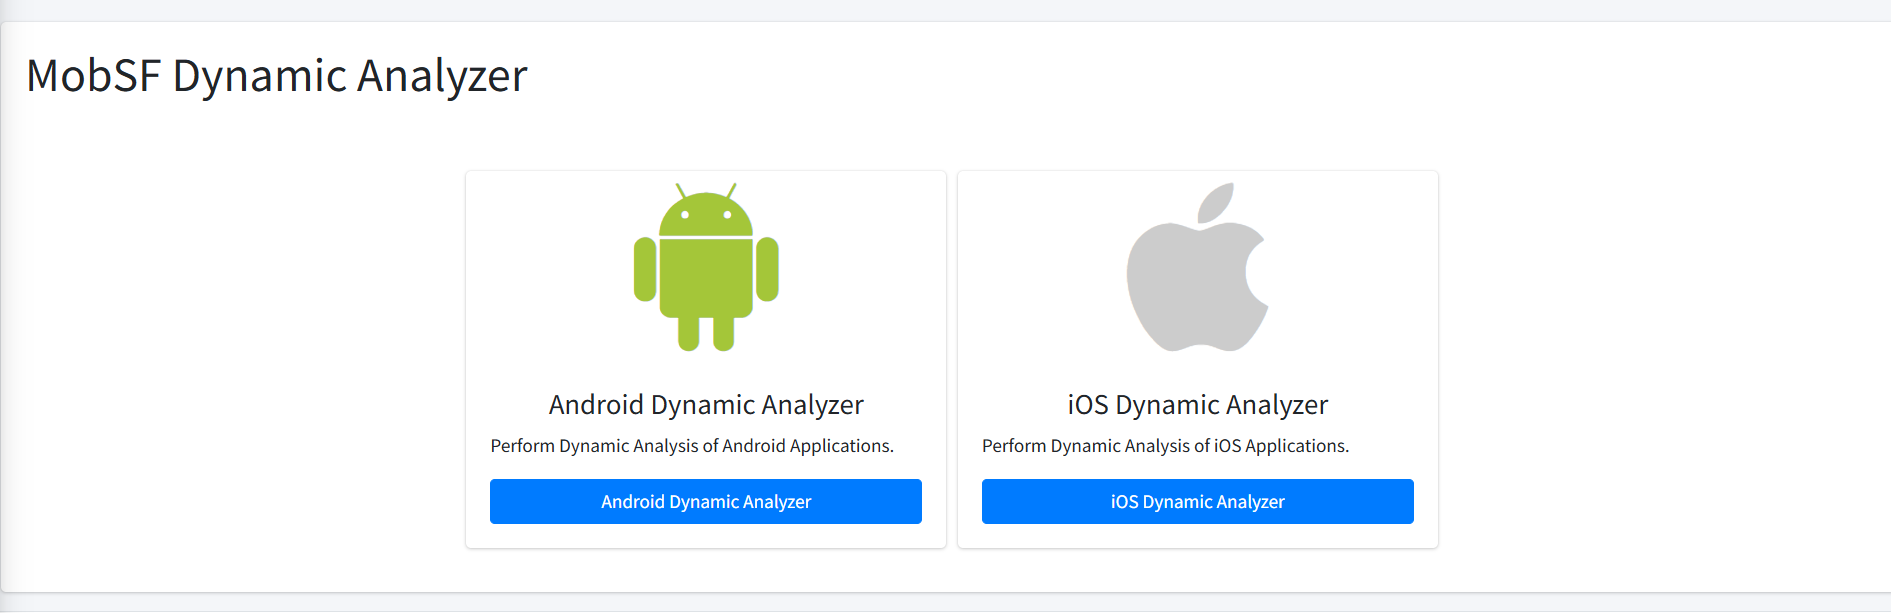 MobSF Dynamic Analyzer
Android Dynamic Analyzer
Perform Dynamic Analysis of Android Applications.
Android Dynamic Analyzer
iOS Dynamic Analyzer
Perform Dynamic Analysis of iOS Applications.
iOS Dynamic Analyzer